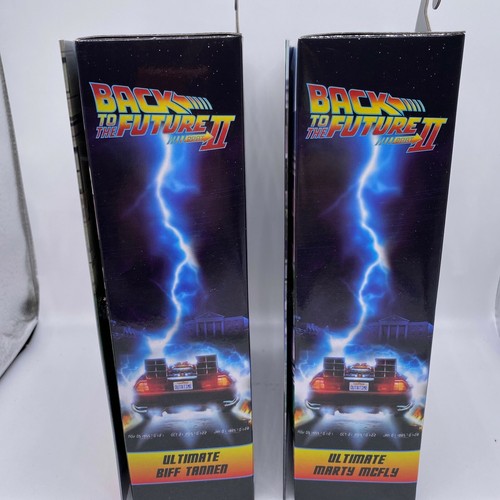 BACK
TO THE FUTURE II
ULTIMATE
BIFF TANNEN
BACK
TO THE FUTURE II
ULTIMATE
MARTY MCFLY